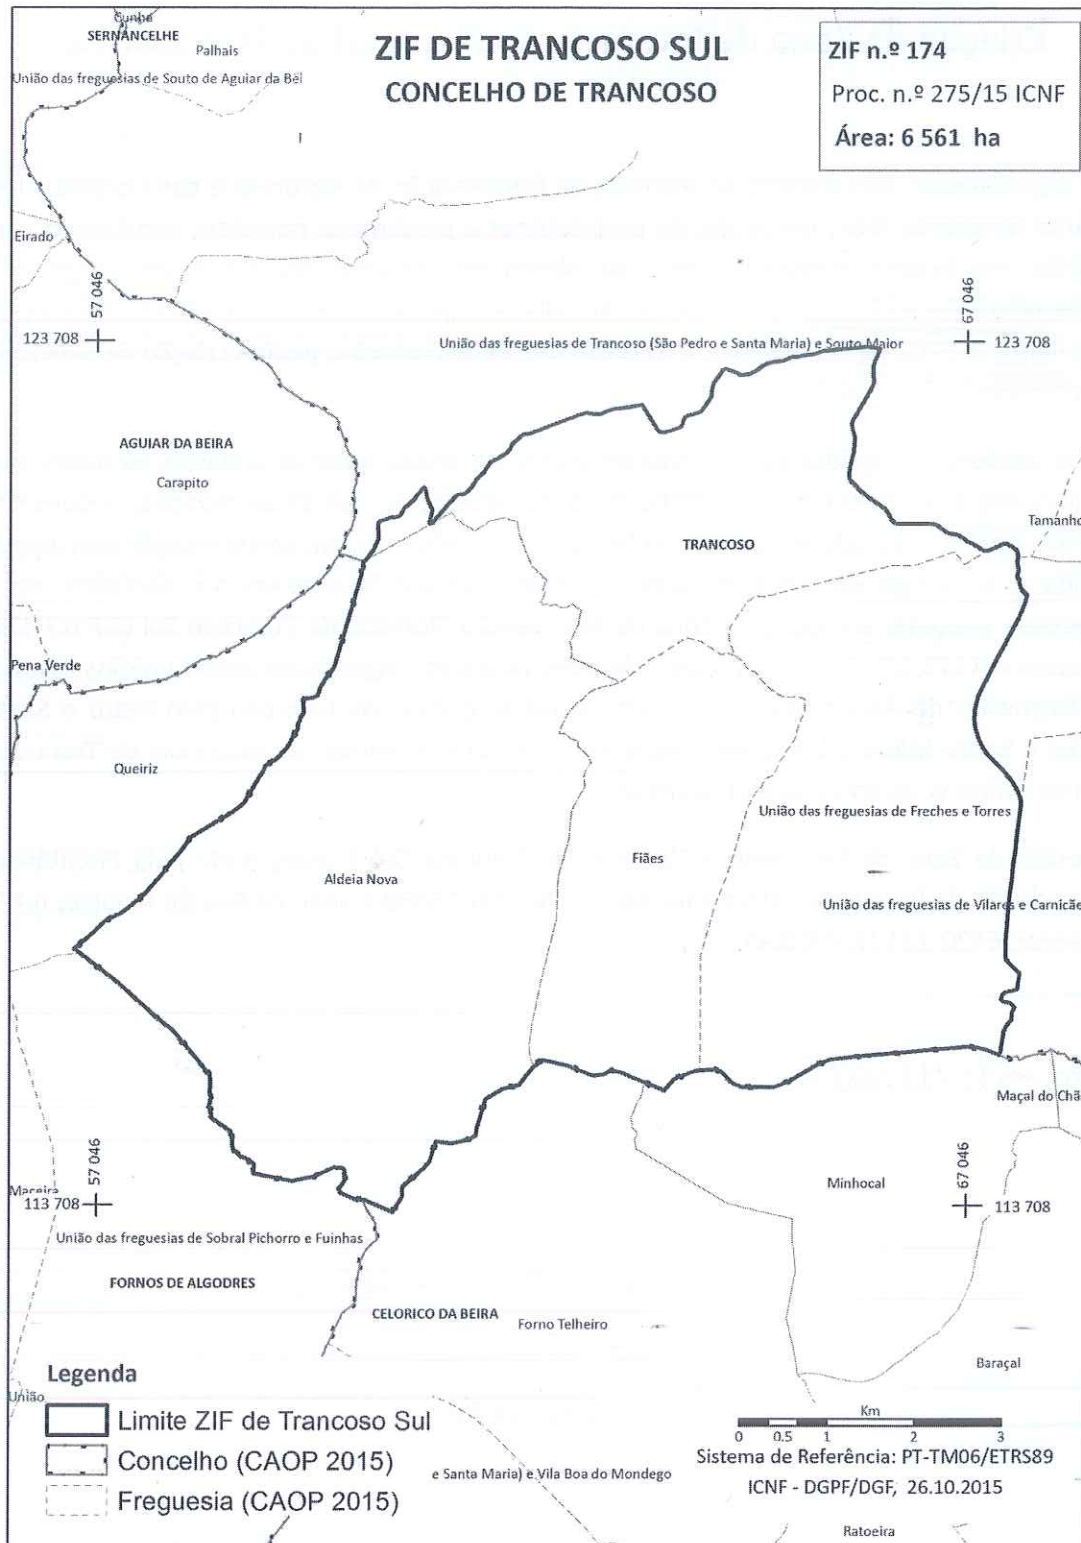 Cunha
SERNANCELHE
Palhais
União das freguesias de Souto de Aguiar da Bei
ZIF DE TRANCOSO SUL
CONCELHO DE TRANCOSO
ZIF n.º 174
Proc. n.º 275/15 ICNF
Área: 6 561 ha
Eirado
57 046
67 046
123 708
União das freguesias de Trancoso (São Pedro e Santa Maria) e Souto Maior
123 708
AGUIAR DA BEIRA
Carapito
Tamanho
TRANCOSO
Pena Verde
Queiriz
União das freguesias de Freches e Torres
Fiães
Aldeia Nova
União das freguesias de Vilares e Carnicãe
Maçal do Chã
57 046
67 046
Maceira
Minhocal
113 708
113 708
União das freguesias de Sobral Pichorro e Fuinhas
FORNOS DE ALGODRES
CELORICO DA BEIRA
Forno Telheiro
Baraçal
Legenda
União
Limite ZIF de Trancoso Sul
Concelho (CAOP 2015)
Freguesia (CAOP 2015)
Km
0 0.5 1 2 3
Sistema de Referência: PT-TM06/ETRS89
e Santa Maria) e Vila Boa do Mondego
ICNF - DGPF/DGF, 26.10.2015
Ratoeira